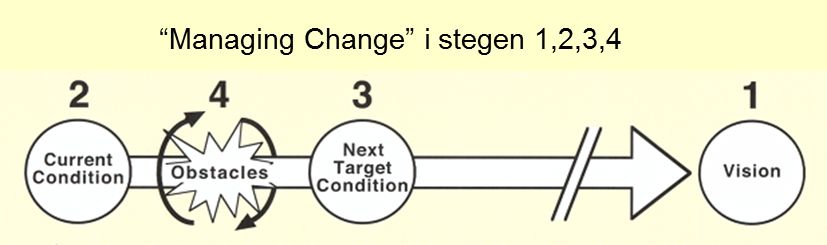 “Managing Change” i stegen 1,2,3,4
2
4
3
1
Current
Condition
Obstacles
Next
Target
Condition
Vision